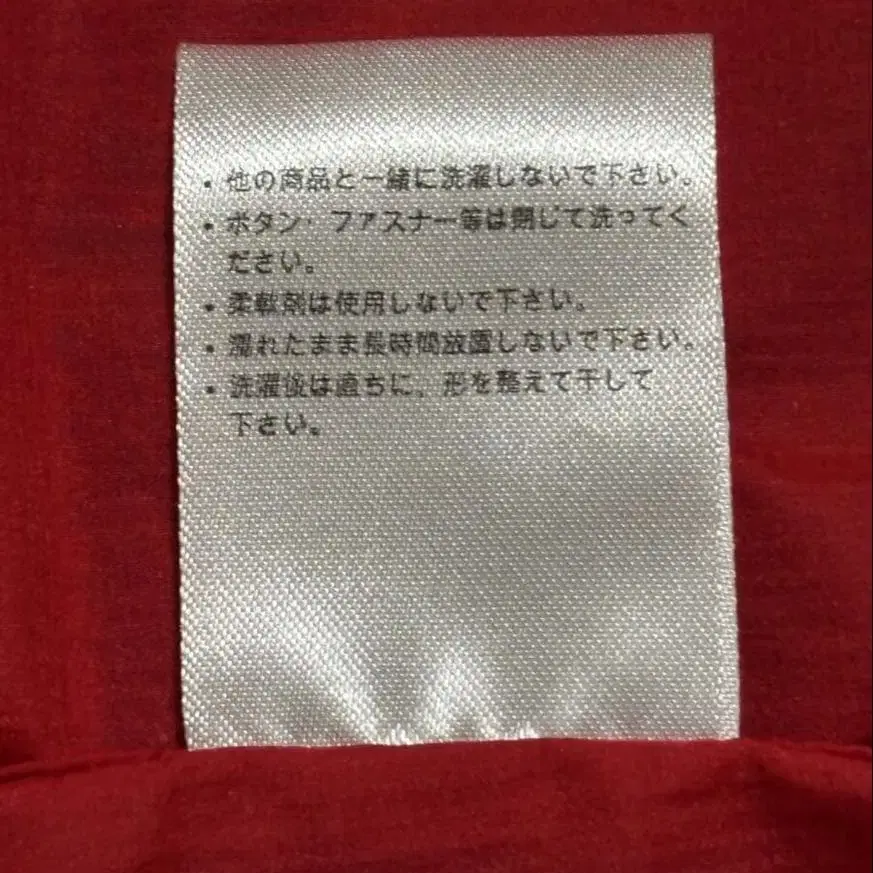 ・他の商品と一緒に洗濯しないで下さい。
・ボタン・ファスナー等は閉じて洗ってく
ださい。
・柔軟剤は使用しないで下さい。
・濡れたまま長時間放置しないで下さい。
・洗濯後は直ちに、形を整えて干して
下さい。